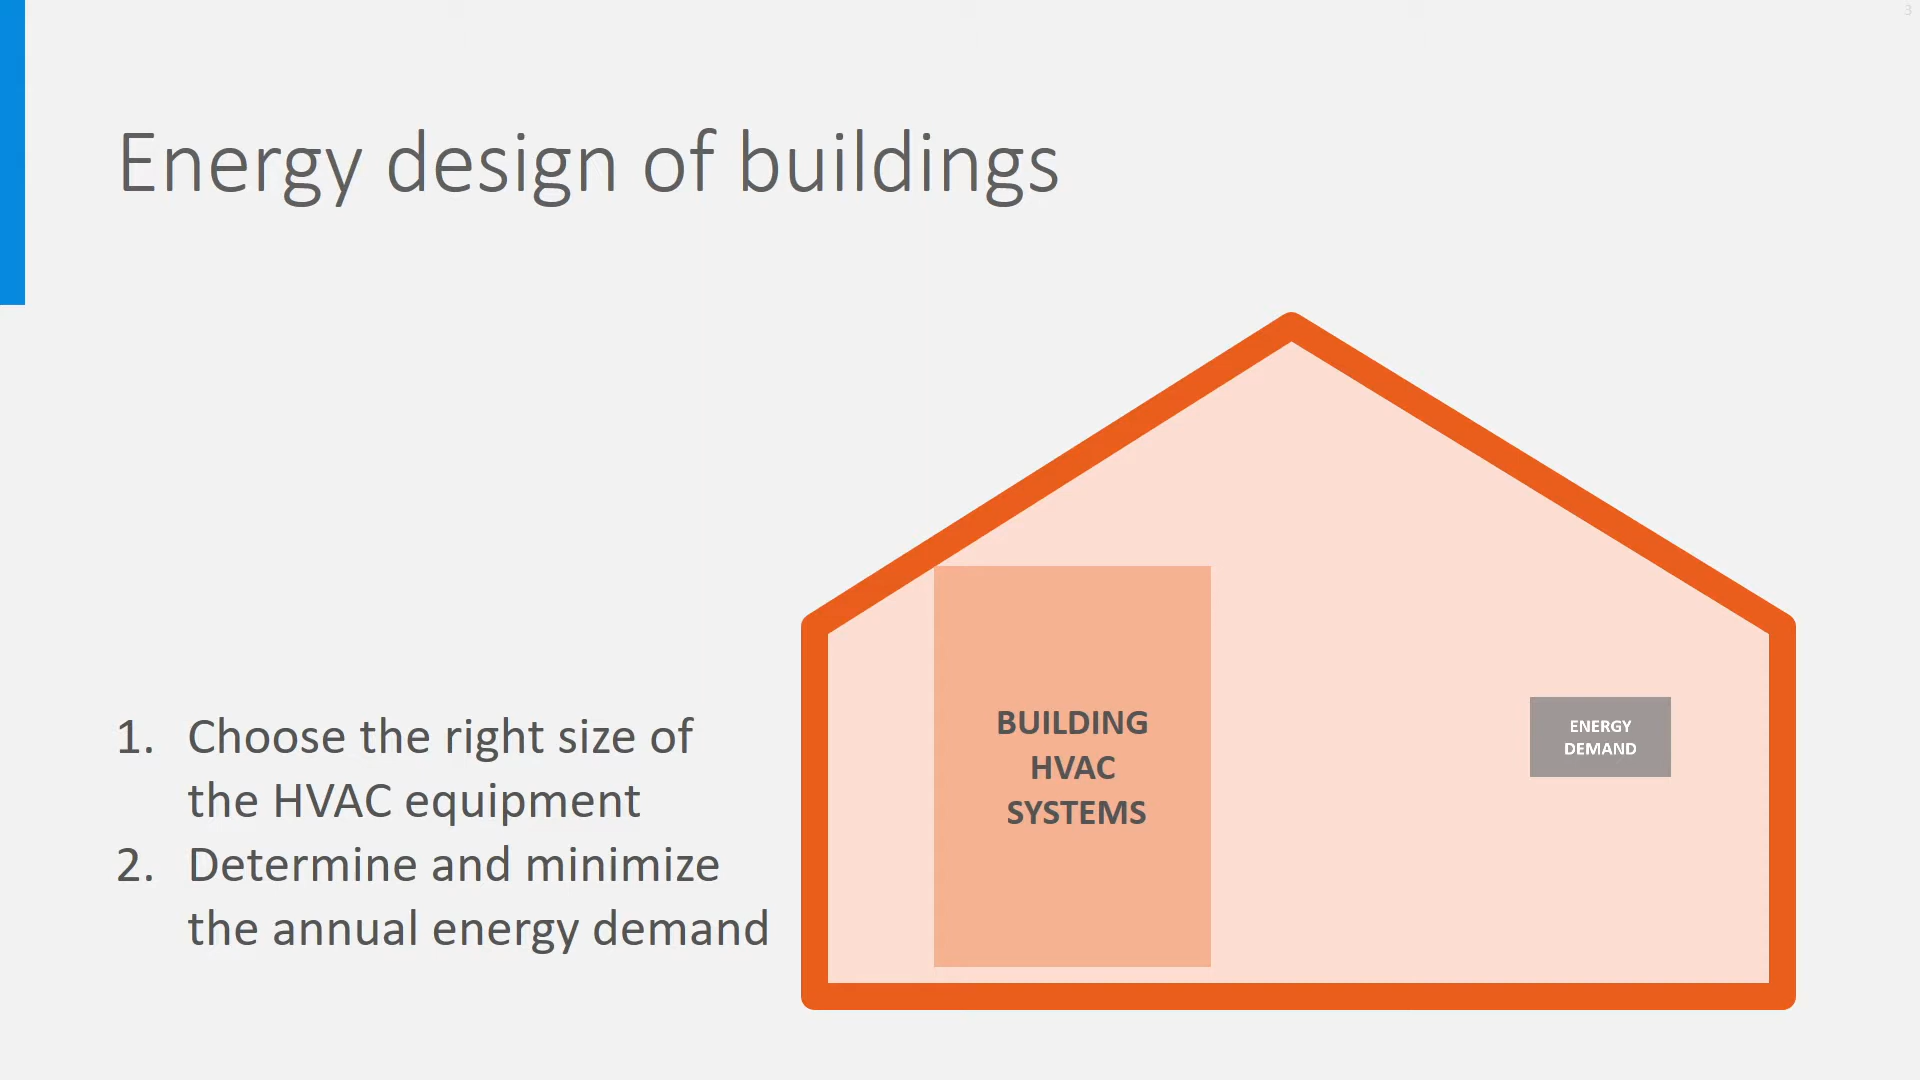 3
Energy design of buildings
1. Choose the right size of
the HVAC equipment
2. Determine and minimize
the annual energy demand
BUILDING
HVAC
SYSTEMS
ENERGY
DEMAND